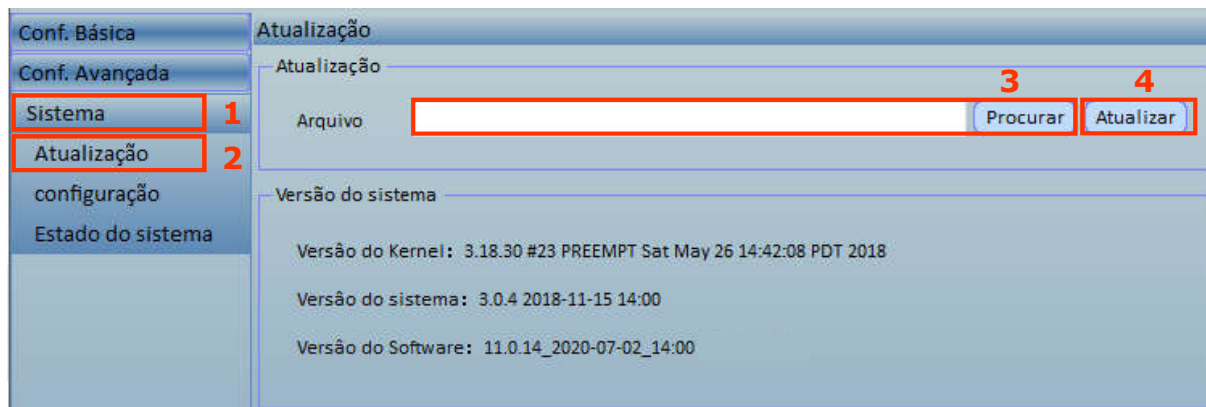 Conf. Básica
Conf. Avançada
Sistema 1
Atualização 2
configuração
Estado do sistema
Atualização
Atualização
3 4
Arquivo Procurar Atualizar
Versão do sistema
Versão do Kernel: 3.18.30 #23 PREEMPT Sat May 26 14:42:08 PDT 2018
Versão do sistema: 3.0.4 2018-11-15 14:00
Versão do Software: 11.0.14_2020-07-02_14:00